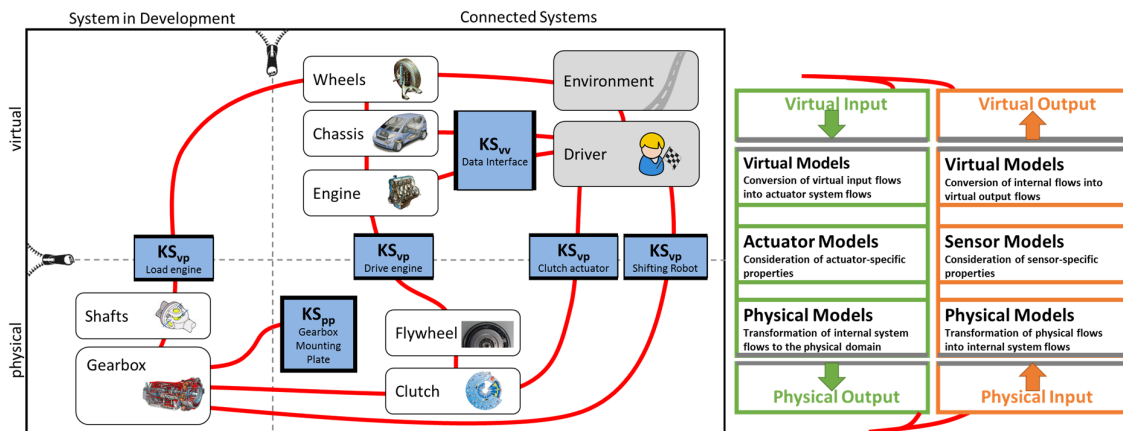 System in Development
Connected Systems
virtual
physical
Wheels
Environment
Chassis
KSvv
Data Interface
Driver
Engine
KSvp
Load engine
KSvp
Drive engine
KSvp
Clutch actuator
KSvp
Shifting Robot
Shafts
KSpp
Gearbox
Mounting
Plate
Flywheel
Gearbox
Clutch
Virtual Input
Virtual Models
Conversion of virtual input flows
into actuator system flows
Actuator Models
Consideration of actuator-specific
properties
Physical Models
Transformation of internal system
flows to the physical domain
Physical Output
Virtual Output
Virtual Models
Conversion of internal flows into
virtual output flows
Sensor Models
Consideration of sensor-specific
properties
Physical Models
Transformation of physical flows
into internal system flows
Physical Input